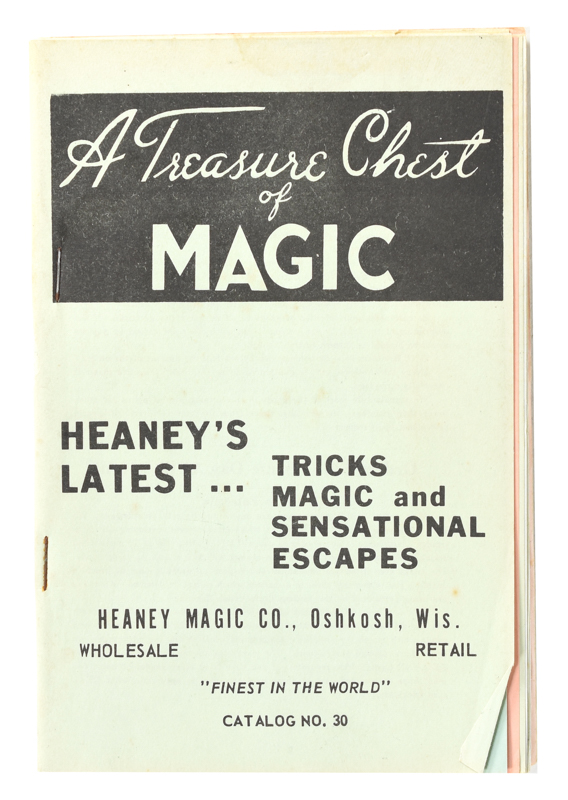 A Treasure Chest
of
MAGIC
HEANEY'S
LATEST ...
TRICKS
MAGIC and
SENSATIONAL
ESCAPES
HEANEY MAGIC CO., Oshkosh, Wis.
WHOLESALE RETAIL
"FINEST IN THE WORLD"
CATALOG NO. 30